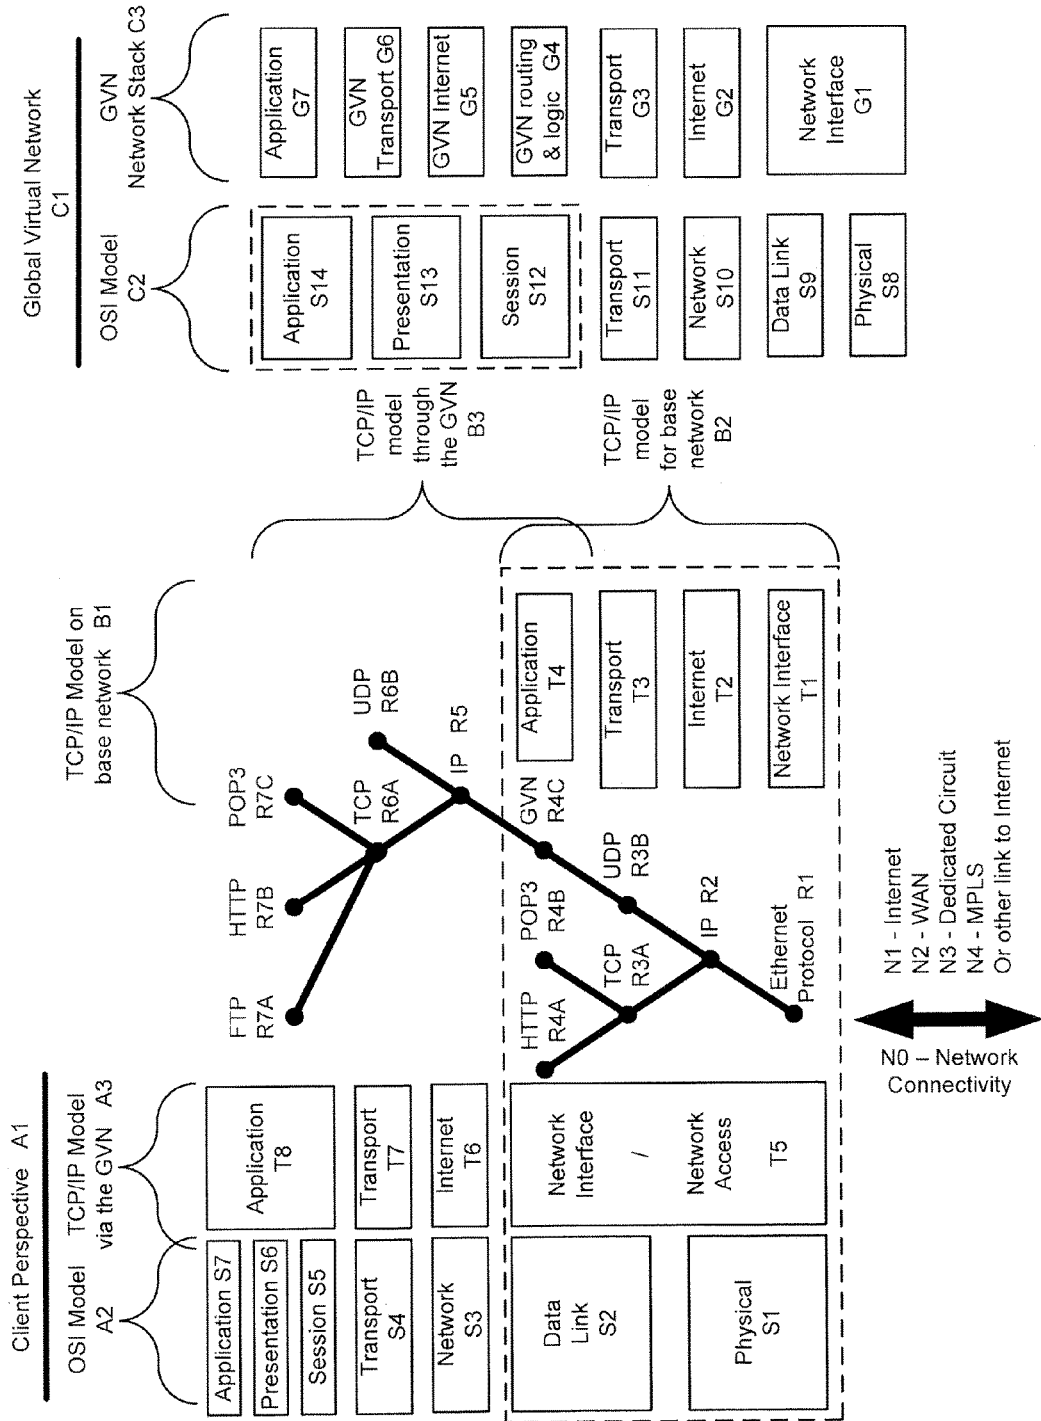 Client Perspective A1
OSI Model
A2
TCP/IP Model
via the GVN A3
Application S7
Presentation S6
Session S5
Transport
S4
Network
S3
Data
Link
S2
Physical
S1
Application
T8
Transport
T7
Internet
T6
Network
Interface
/
Network
Access
T5
TCP/IP Model on
base network B1
FTP
R7A
HTTP
R7B
POP3
R7C
TCP
R6A
UDP
R6B
IP R5
HTTP
R4A
POP3
R4B
GVN
R4C
TCP
R3A
UDP
R3B
IP R2
Ethernet
Protocol R1
Application
T4
Transport
T3
Internet
T2
Network Interface
T1
N0 – Network
Connectivity
N1 - Internet
N2 - WAN
N3 - Dedicated Circuit
N4 - MPLS
Or other link to Internet
TCP/IP
model
through
the GVN
B3
TCP/IP
model
for base
network
B2
Global Virtual Network
C1
OSI Model
C2
GVN
Network Stack C3
Application
S14
Presentation
S13
Session
S12
Transport
S11
Network
S10
Data Link
S9
Physical
S8
Application
G7
GVN
Transport G6
GVN Internet
G5
GVN routing
& logic G4
Transport
G3
Internet
G2
Network
Interface
G1